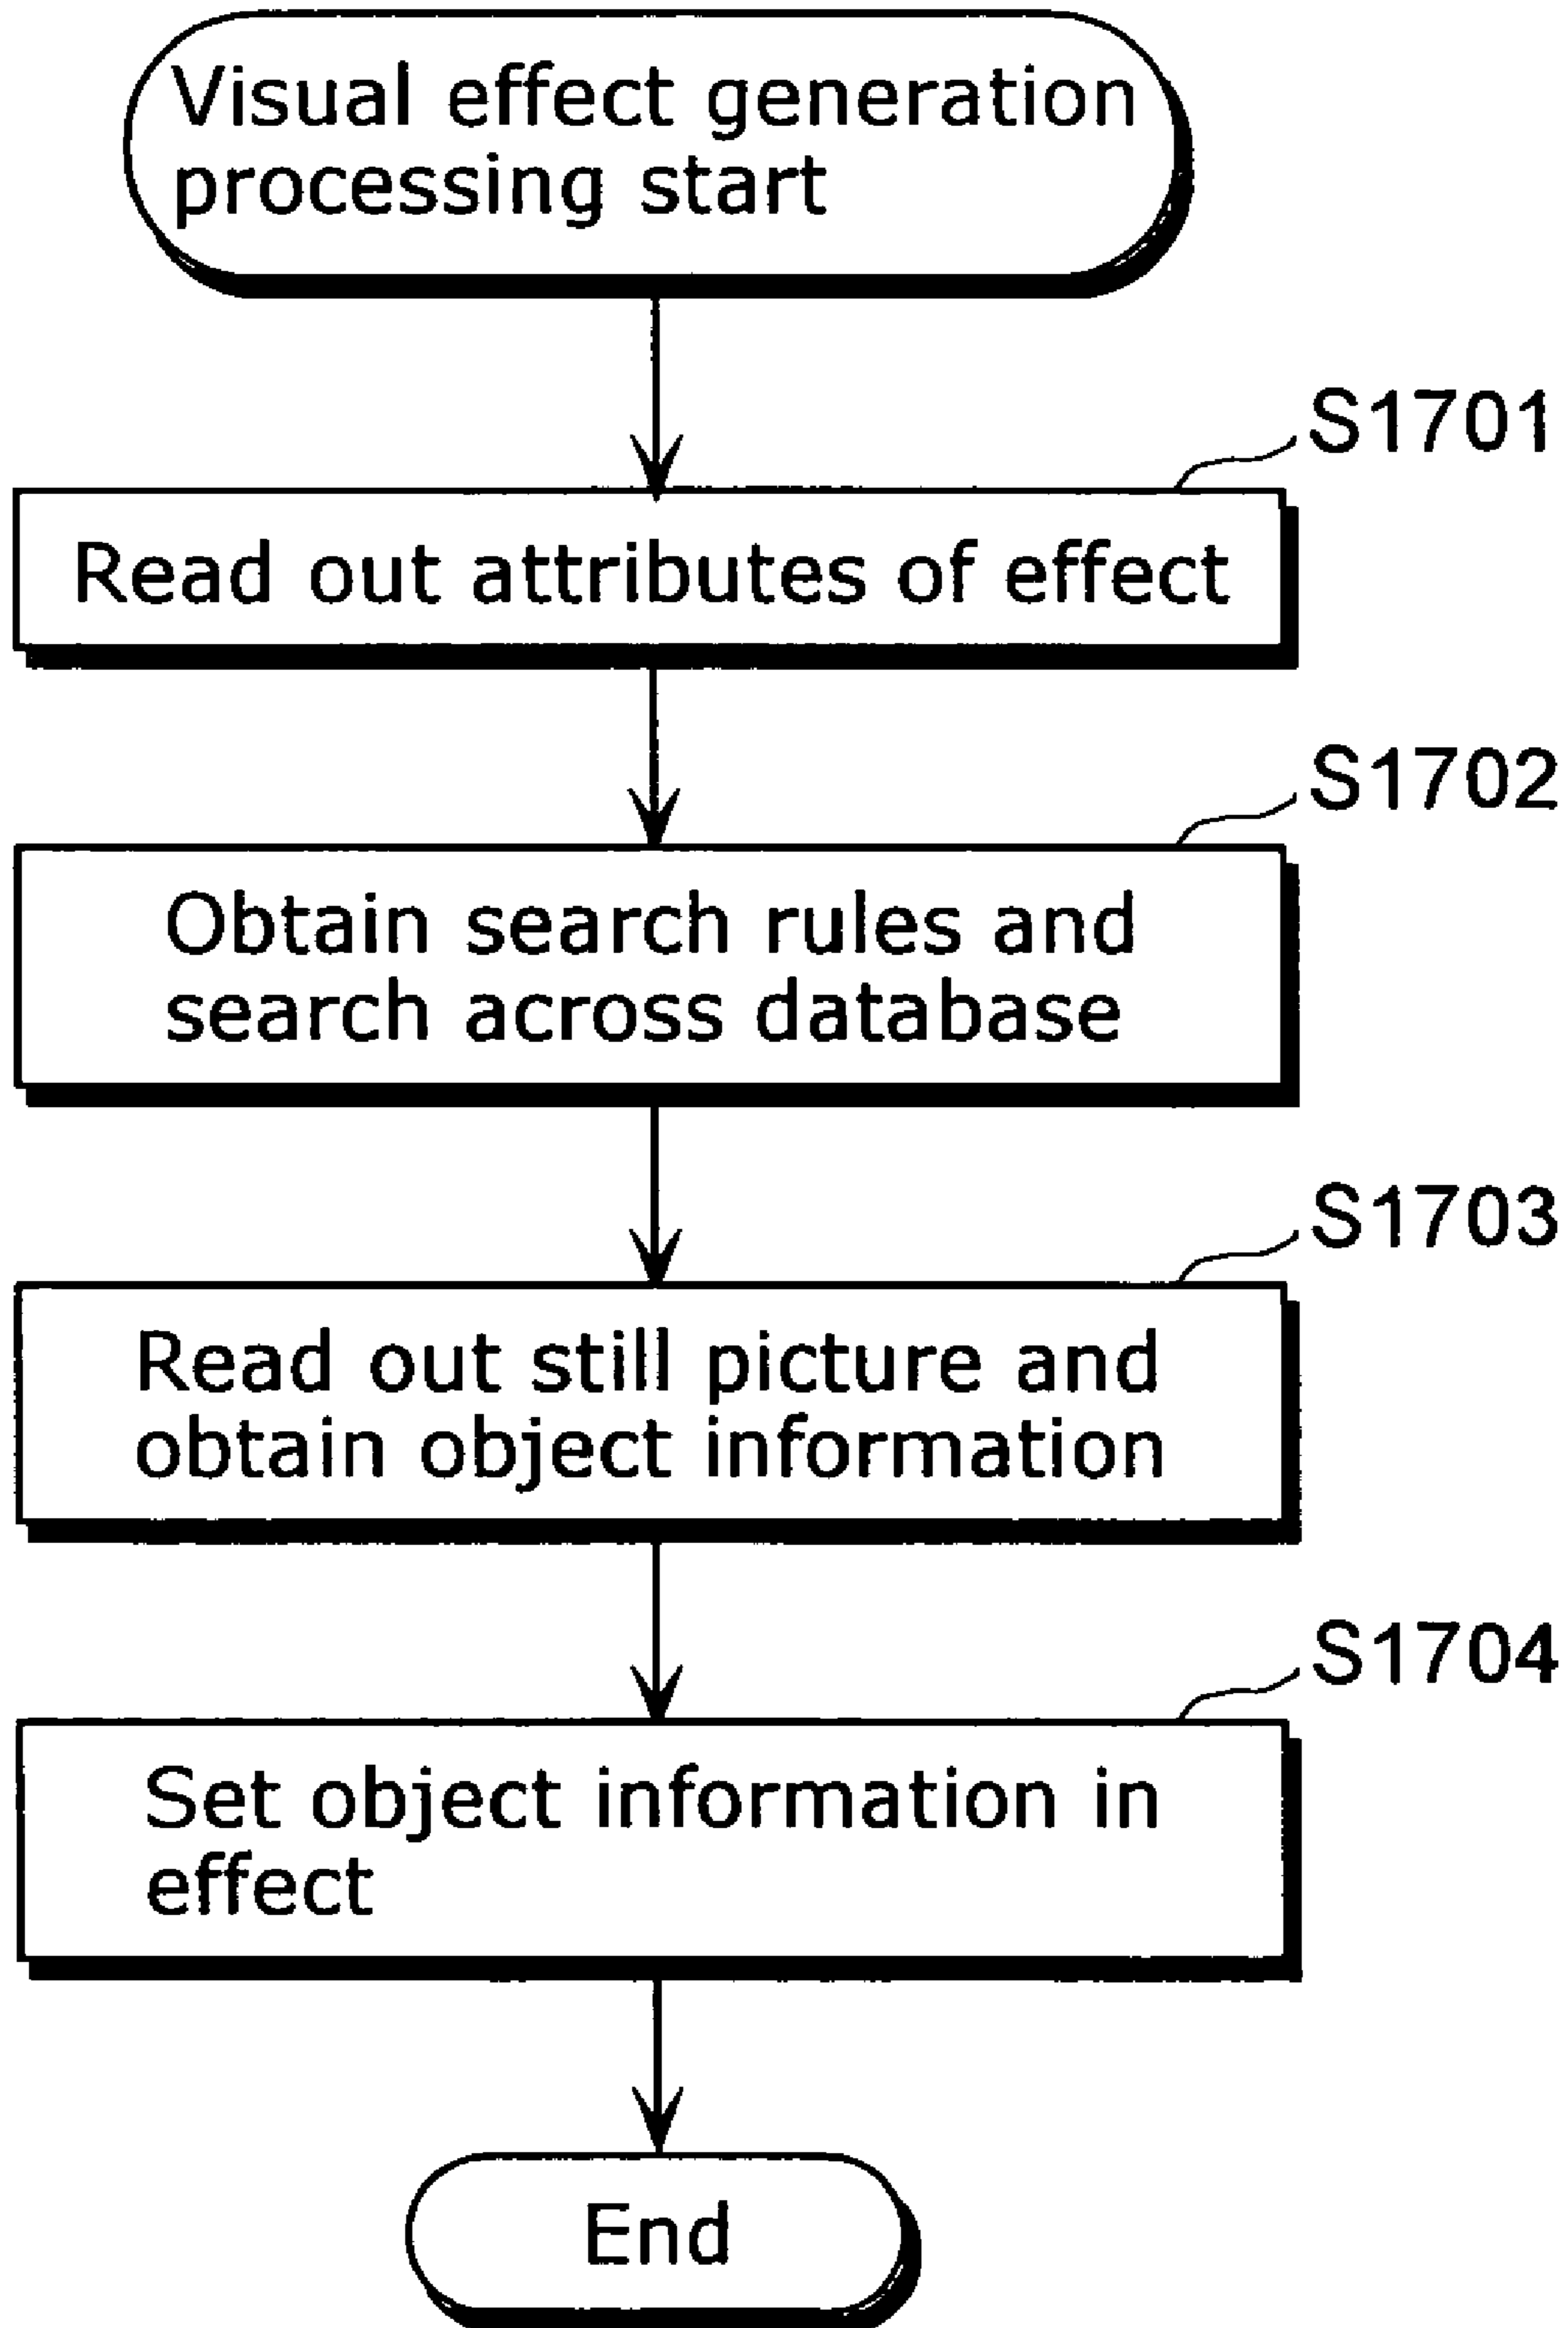 Visual effect generation
processing start
S1701
Read out attributes of effect
S1702
Obtain search rules and
search across database
S1703
Read out still picture and
obtain object information
S1704
Set object information in
effect
End